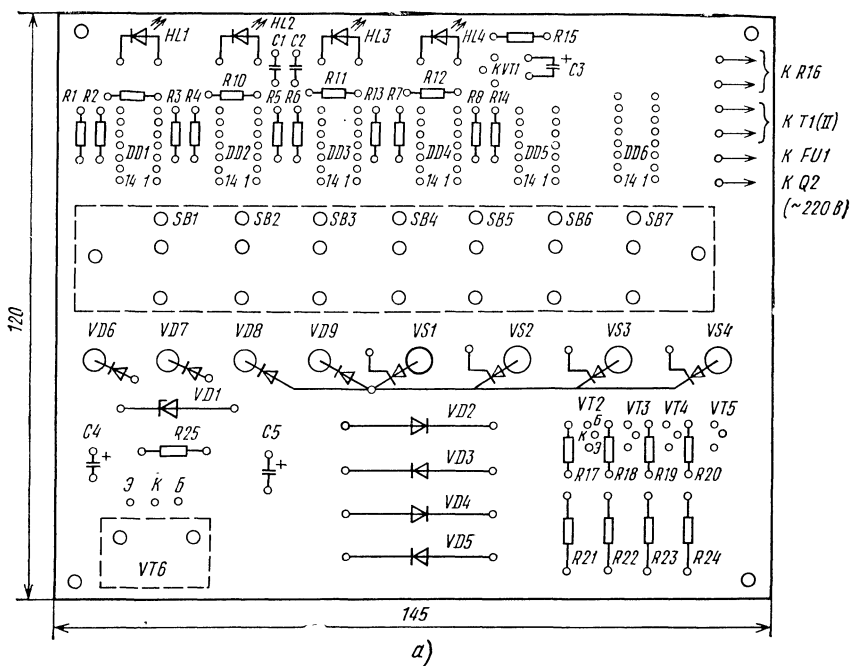 HL1 HL2 HL3 HL4 R15
C1 C2 KVT1 + C3
К R16
R1 R2 R3 R4 R10 R5 R6 R11 R13 R7 R12 R8 R14
К Т1(II)
DD1 DD2 DD3 DD4 DD5 DD6
К FU1
14 1 14 1 14 1 14 1 14 1 14 1
К Q2
(~220 В)
SB1 SB2 SB3 SB4 SB5 SB6 SB7
120
VD6 VD7 VD8 VD9 VS1 VS2 VS3 VS4
VD1
VD2
VT2 Б VT3 VT4 VT5
К
Э
C4 + R25 C5 +
VD3
R17 R18 R19 R20
Э К Б
VD4
VT6
VD5
R21 R22 R23 R24
145
а)